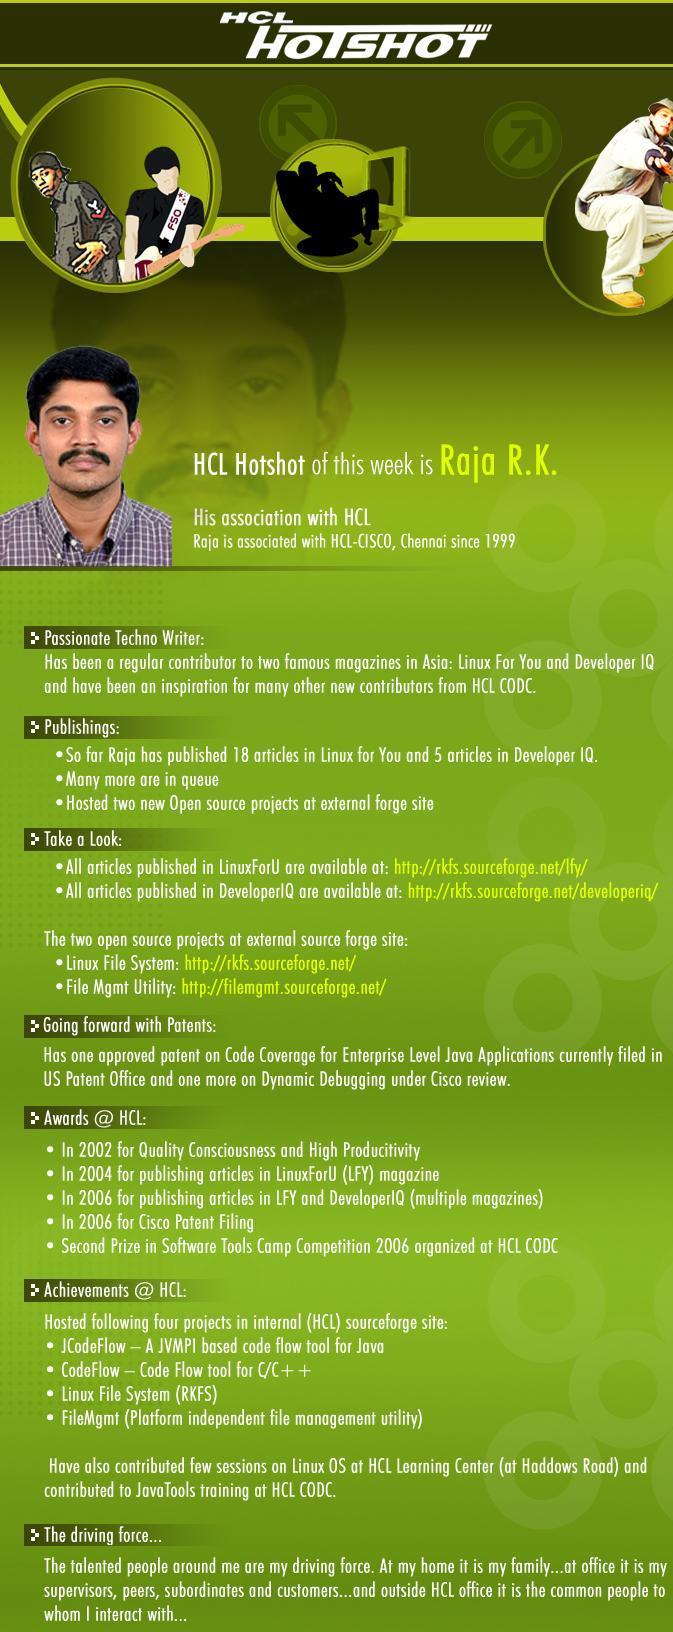 HCL
HOTSHOT
FSO
HCL Hotshot of this week is Raja R.K.
His association with HCL
Raja is associated with HCL-CISCO, Chennai since 1999
Passionate Techno Writer:
Has been a regular contributor to two famous magazines in Asia: Linux For You and Developer IQ
and have been an inspiration for many other new contributors from HCL CODC.
Publishings:
• So far Raja has published 18 articles in Linux for You and 5 articles in Developer IQ.
• Many more are in queue
• Hosted two new Open source projects at external forge site
Take a Look:
• All articles published in LinuxForU are available at: http://rkfs.sourceforge.net/lfy/
• All articles published in DeveloperIQ are available at: http://rkfs.sourceforge.net/developeriq/
The two open source projects at external source forge site:
• Linux File System: http://rkfs.sourceforge.net/
• File Mgmt Utility: http://filemgmt.sourceforge.net/
Going forward with Patents:
Has one approved patent on Code Coverage for Enterprise Level Java Applications currently filed in
US Patent Office and one more on Dynamic Debugging under Cisco review.
Awards @ HCL:
• In 2002 for Quality Consciousness and High Producitivity
• In 2004 for publishing articles in LinuxForU (LFY) magazine
• In 2006 for publishing articles in LFY and DeveloperIQ (multiple magazines)
• In 2006 for Cisco Patent Filing
• Second Prize in Software Tools Camp Competition 2006 organized at HCL CODC
Achievements @ HCL:
Hosted following four projects in internal (HCL) sourceforge site:
• JCodeFlow – A JVMPI based code flow tool for Java
• CodeFlow – Code Flow tool for C/C++
• Linux File System (RKFS)
• FileMgmt (Platform independent file management utility)
Have also contributed few sessions on Linux OS at HCL Learning Center (at Haddows Road) and
contributed to JavaTools training at HCL CODC.
The driving force...
The talented people around me are my driving force. At my home it is my family...at office it is my
supervisors, peers, subordinates and customers...and outside HCL office it is the common people to
whom I interact with...